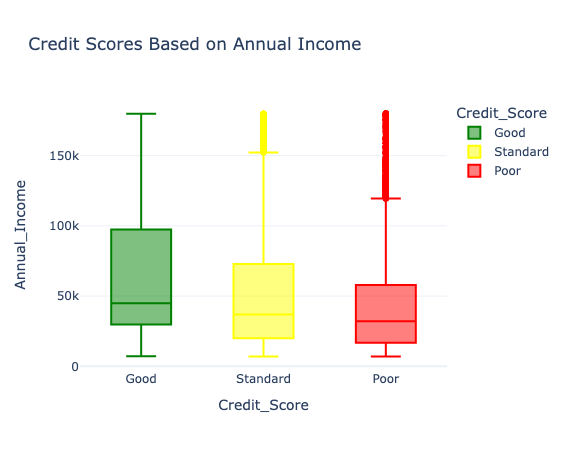 Credit Scores Based on Annual Income
Credit_Score
Good
Standard
Poor
Annual_Income
150k
100k
50k
0
Good Standard Poor
Credit_Score